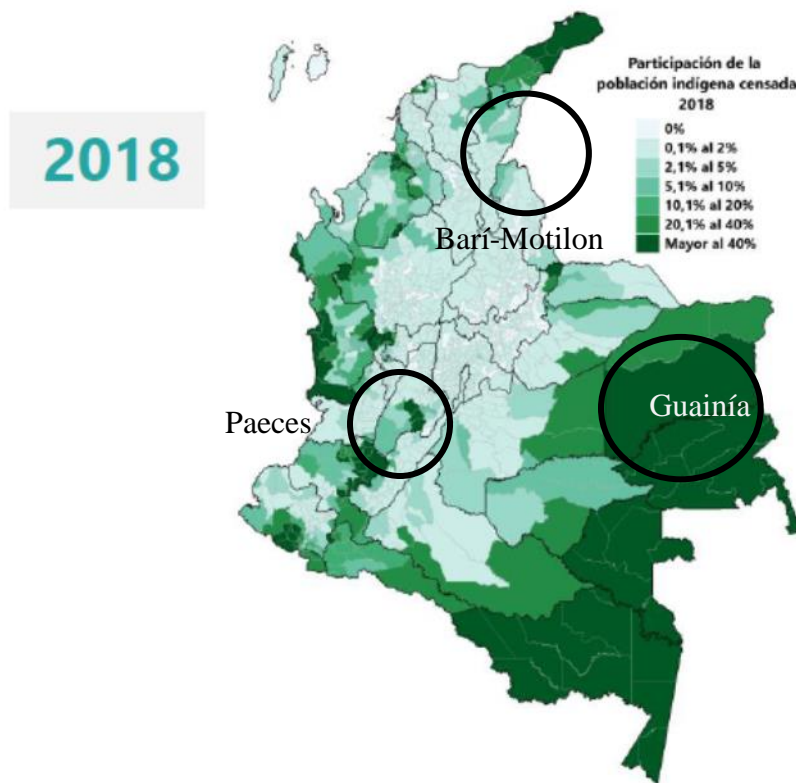 2018
Participación de la
población indígena censada
2018
0%
0,1% al 2%
2,1% al 5%
5,1% al 10%
10,1% al 20%
20,1% al 40%
Mayor al 40%
Barí-Motilon
Guainía
Paeces